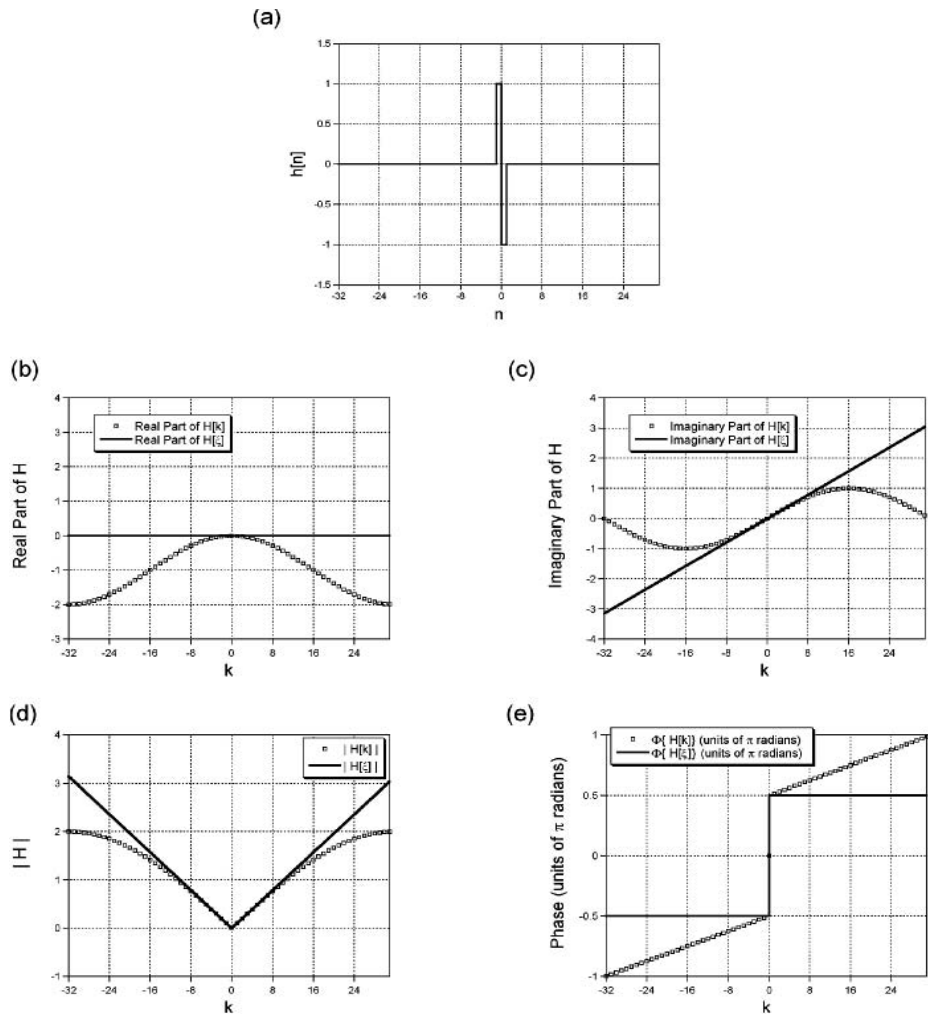 (a)
1.5
1
0.5
0
-0.5
-1
-1.5
h[n]
-32 -24 -16 -8 0 8 16 24
n
(b)
4
3
2
1
0
-1
-2
-3
Real Part of H
Real Part of H[k]
Real Part of H[ξ]
-32 -24 -16 -8 0 8 16 24
k
(c)
4
3
2
1
0
-1
-2
-3
-4
Imaginary Part of H
Imaginary Part of H[k]
Imaginary Part of H[ξ]
-32 -24 -16 -8 0 8 16 24
k
(d)
4
3
2
1
0
-1
| H |
| H[k] |
| H[ξ] |
-32 -24 -16 -8 0 8 16 24
k
(e)
1
0.5
0
-0.5
-1
Phase (units of π radians)
Φ{ H[k]} (units of π radians)
Φ{ H[ξ]} (units of π radians)
-32 -24 -16 -8 0 8 16 24
k